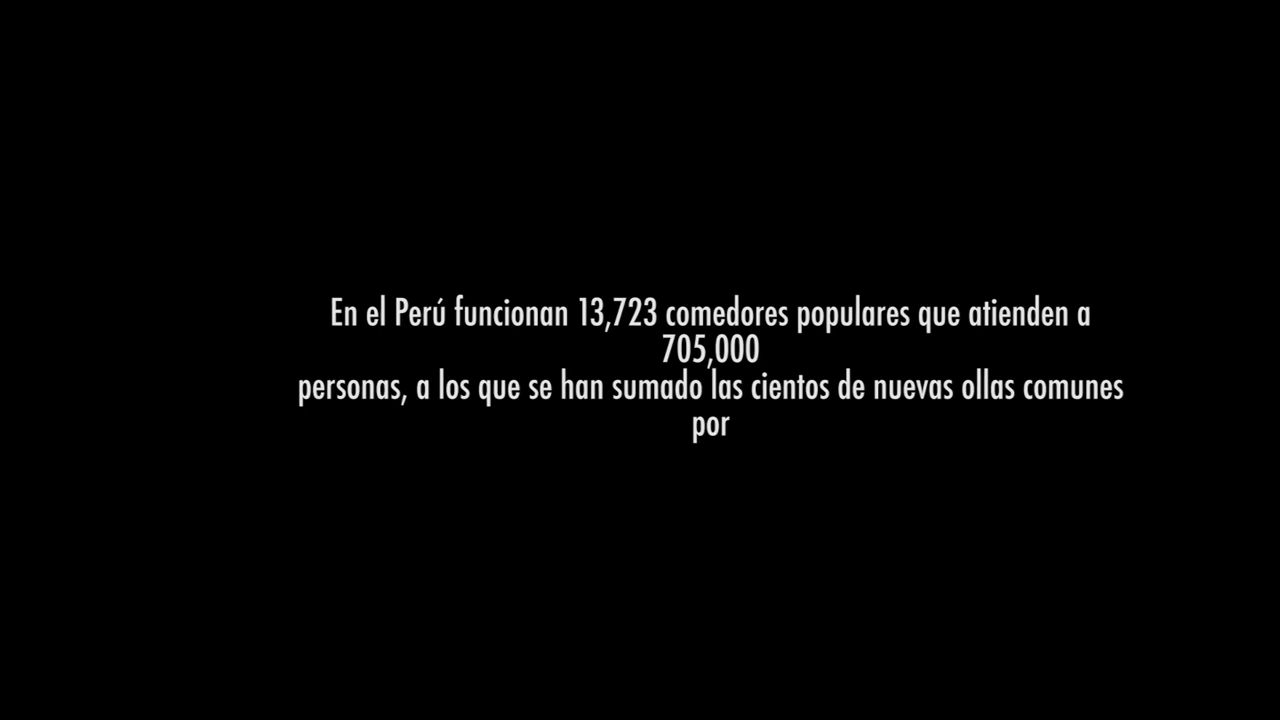 En el Perú funcionan 13,723 comedores populares que atienden a
705,000
personas, a los que se han sumado las cientos de nuevas ollas comunes
por